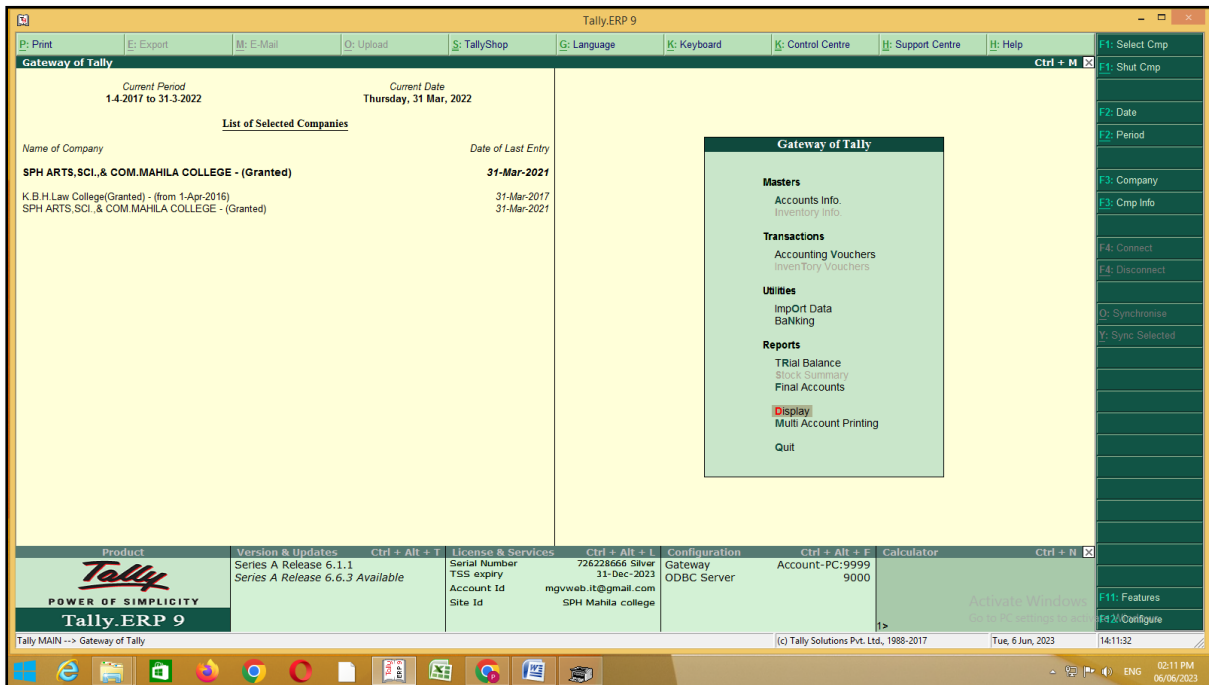 Tally.ERP 9
P: Print E: Export M: E-Mail O: Upload S: TallyShop G: Language K: Keyboard K: Control Centre H: Support Centre H: Help F1: Select Cmp
Gateway of Tally Ctrl + M
F1: Shut Cmp
Current Period Current Date
1-4-2017 to 31-3-2022 Thursday, 31 Mar, 2022
F2: Date
List of Selected Companies
F2: Period
Name of Company Date of Last Entry
SPH ARTS,SCI.,& COM.MAHILA COLLEGE - (Granted) 31-Mar-2021
K.B.H.Law College(Granted) - (from 1-Apr-2016) 31-Mar-2017
SPH ARTS,SCI.,& COM.MAHILA COLLEGE - (Granted) 31-Mar-2021
Gateway of Tally
Masters
Accounts Info.
Inventory Info.
Transactions
Accounting Vouchers
InvenTory Vouchers
Utilities
ImpOrt Data
BaNking
Reports
TRial Balance
Stock Summary
Final Accounts
Display
Multi Account Printing
Quit
F3: Company
F3: Cmp Info
F4: Connect
F4: Disconnect
O: Synchronise
Y: Sync Selected
Product
Tally
POWER OF SIMPLICITY
Tally.ERP 9
Version & Updates Ctrl + Alt + T
Series A Release 6.1.1
Series A Release 6.6.3 Available
License & Services Ctrl + Alt + L
Serial Number 726228666 Silver
TSS expiry 31-Dec-2023
Account Id mgvweb.it@gmail.com
Site Id SPH Mahila college
Configuration Ctrl + Alt + F
Gateway Account-PC:9999
ODBC Server 9000
Calculator Ctrl + N
1>
Activate Windows
Go to PC settings to activate Windows.
F11: Features
F12: Configure
Tally MAIN --> Gateway of Tally (c) Tally Solutions Pvt. Ltd., 1988-2017 Tue, 6 Jun, 2023 14:11:32
ENG 02:11 PM
06/06/2023